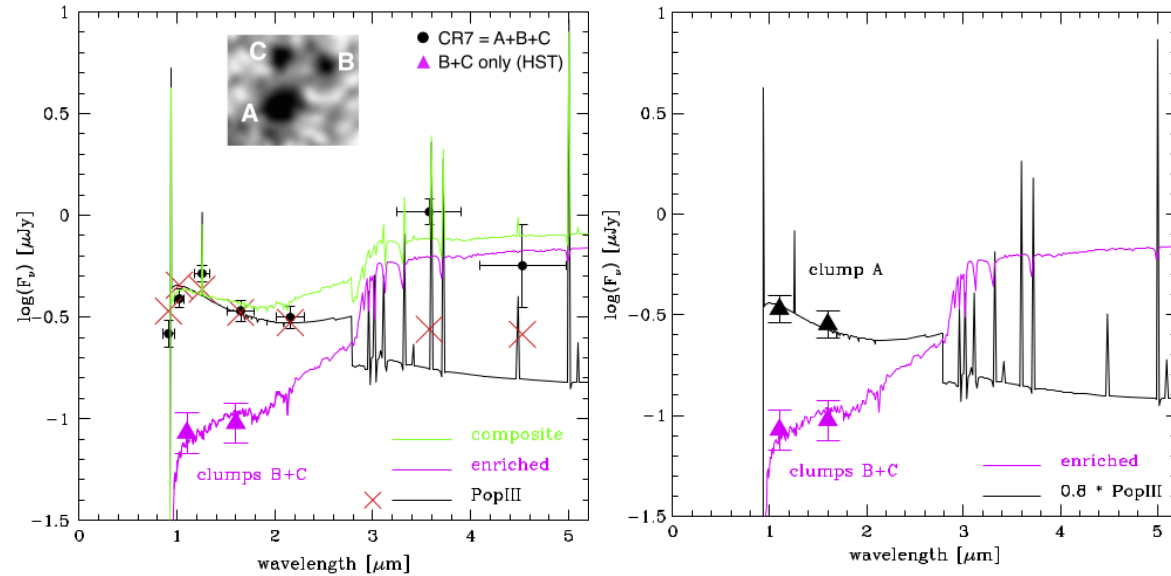 CR7 = A+B+C
B+C only (HST)
C
B
A
1
0.5
0
−0.5
−1
−1.5
log(Fν) [μJy]
clumps B+C
composite
enriched
PopIII
0 1 2 3 4 5
wavelength [μm]
1
0.5
0
−0.5
−1
−1.5
log(Fν) [μJy]
clump A
clumps B+C
enriched
0.8 * PopIII
0 1 2 3 4 5
wavelength [μm]